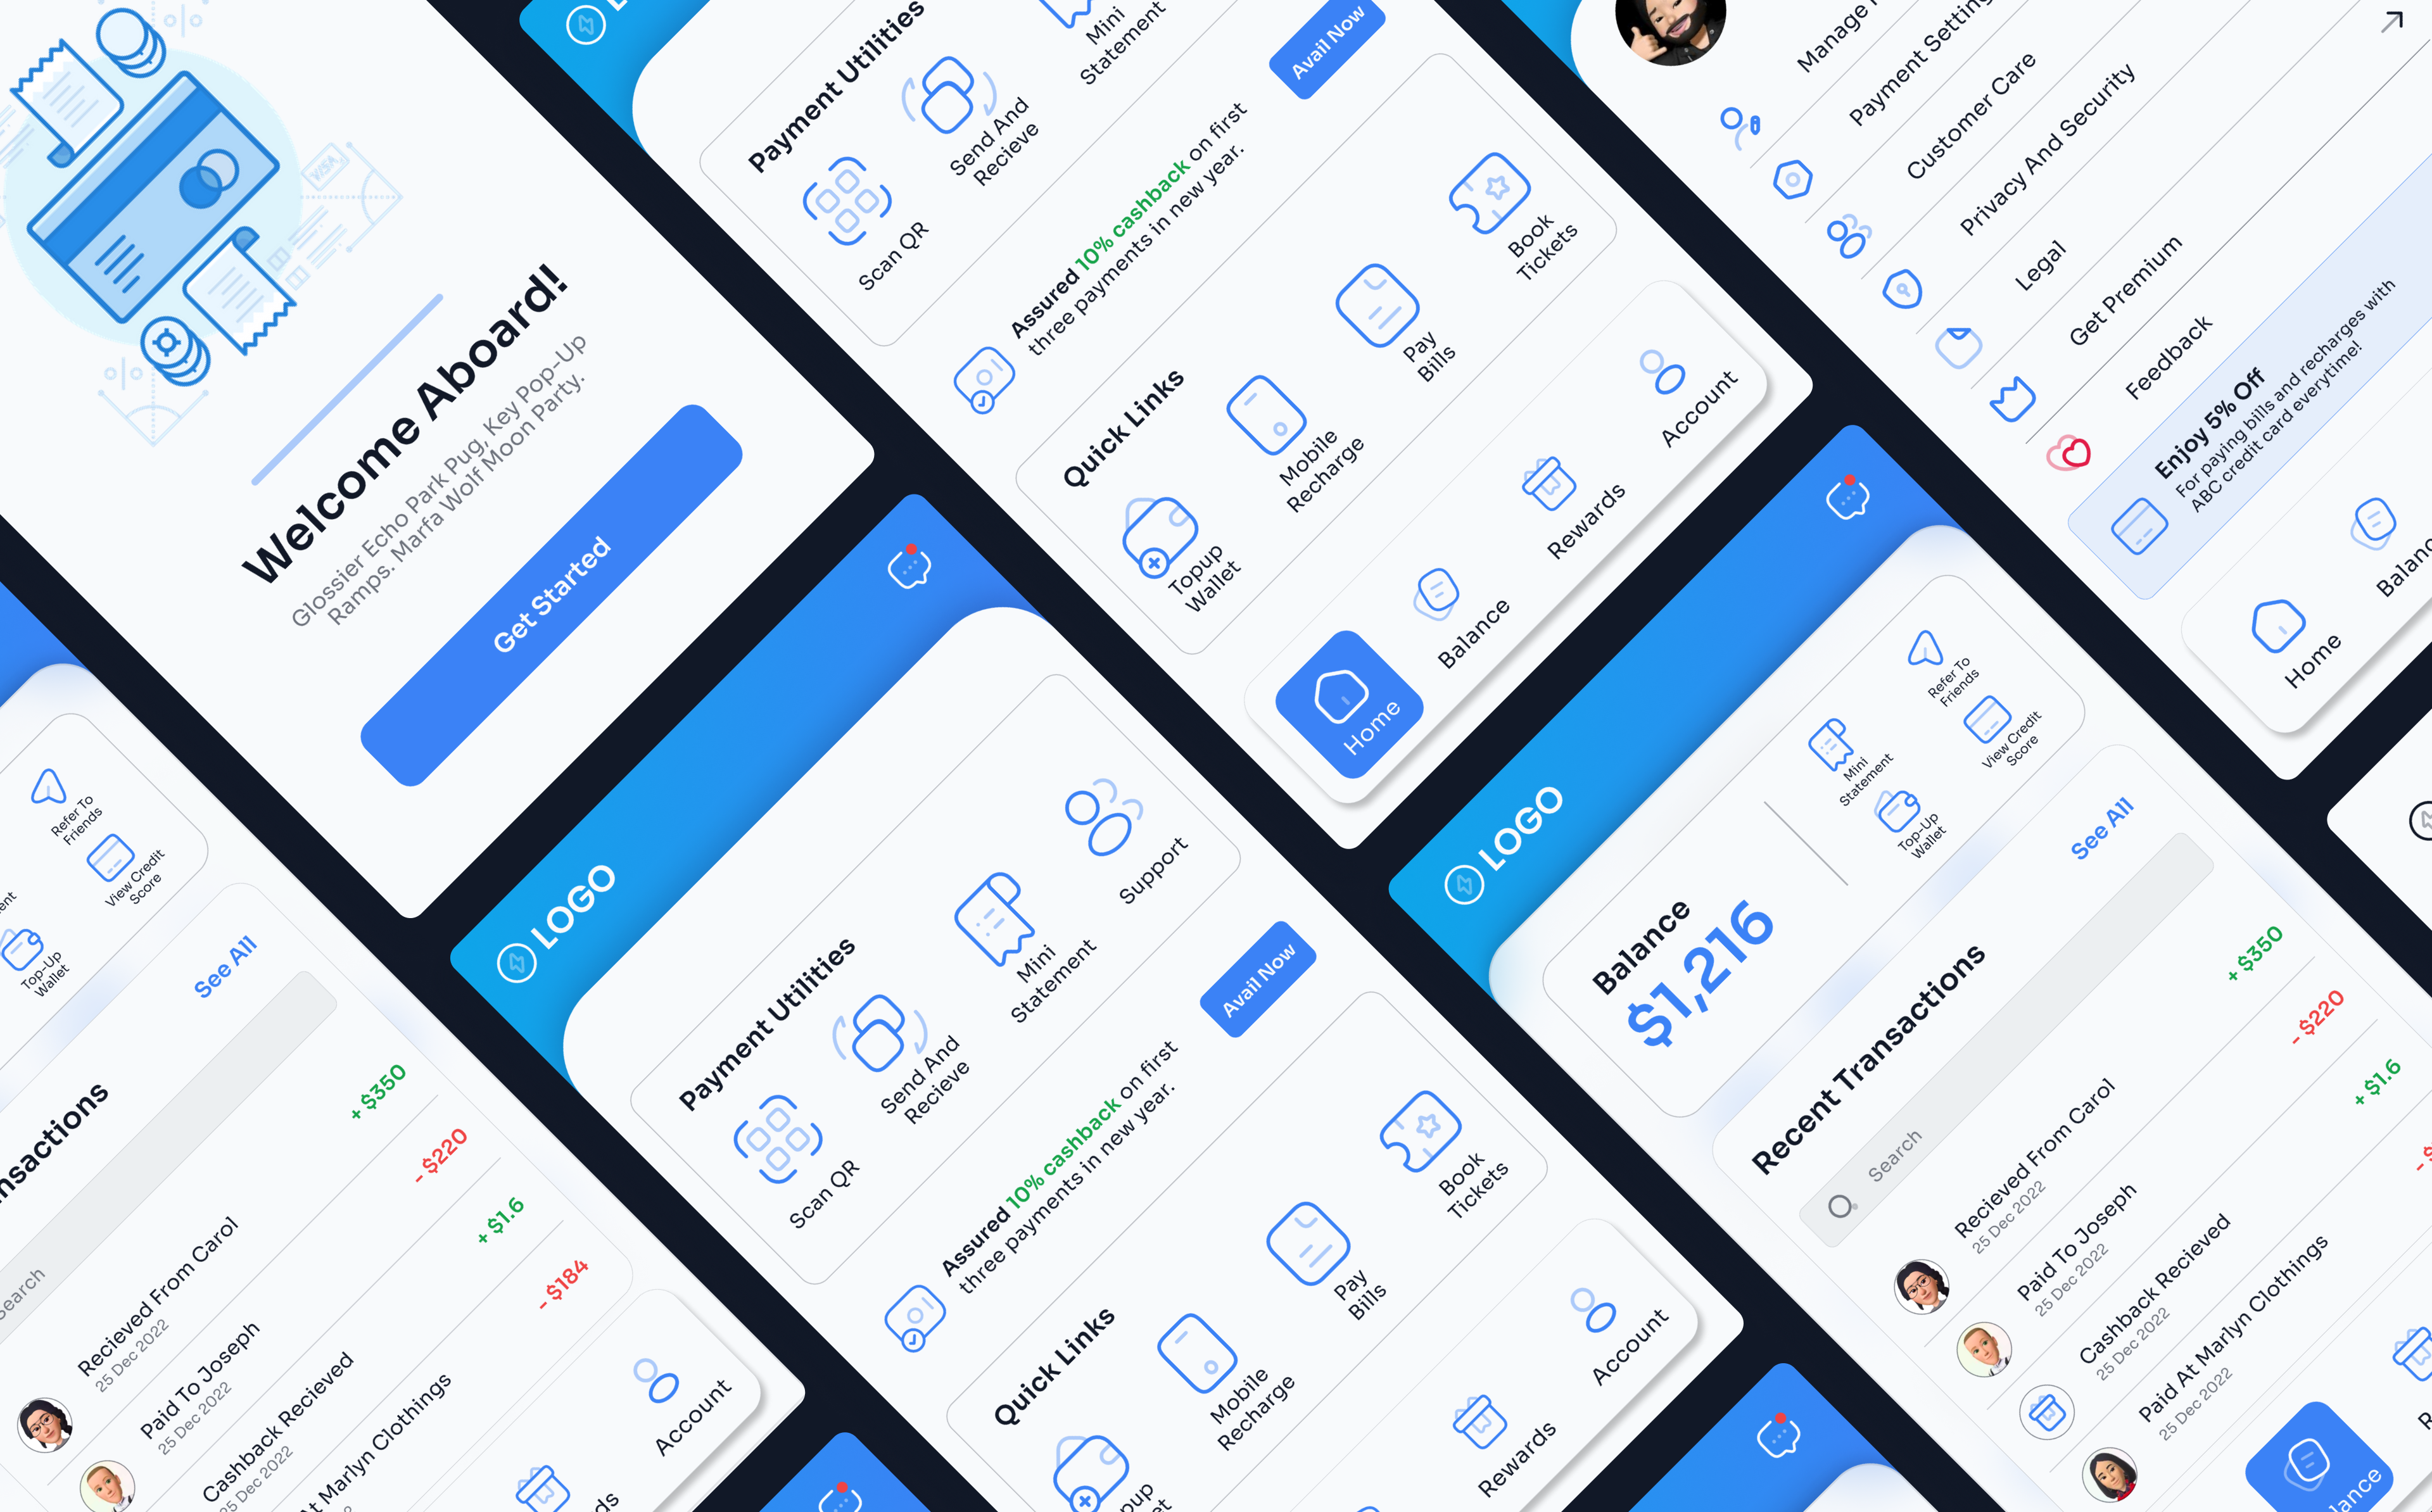 VISA
Welcome Aboard!
Glossier Echo Park Pug, Key Pop-Up
Ramps. Marfa Wolf Moon Party.
Get Started
Payment Utilities
Scan QR
Send And
Recieve
Mini
Statement
Assured 10% cashback on first
three payments in new year.
Avail Now
Quick Links
Topup
Wallet
Mobile
Recharge
Pay
Bills
Book
Tickets
Home
Balance
Rewards
Account
Payment Setting
Customer Care
Privacy And Security
Legal
Get Premium
Feedback
Enjoy 5% Off
For paying bills and recharges with
ABC credit card everytime!
Home
Refer To
Friends
View Credit
Score
Top-Up
Wallet
See All
Search
Recieved From Carol
25 Dec 2022
+ $350
Paid To Joseph
25 Dec 2022
- $220
Cashback Recieved
25 Dec 2022
+ $1.6
At Marlyn Clothings
- $184
Account
LOGO
Payment Utilities
Scan QR
Send And
Recieve
Mini
Statement
Support
Assured 10% cashback on first
three payments in new year.
Avail Now
Quick Links
Mobile
Recharge
Pay
Bills
Book
Tickets
Rewards
Account
LOGO
Balance
$1,216
Mini
Statement
Refer To
Friends
Top-Up
Wallet
View Credit
Score
Recent Transactions
See All
Search
Recieved From Carol
25 Dec 2022
+ $350
Paid To Joseph
25 Dec 2022
- $220
Cashback Recieved
25 Dec 2022
+ $1.6
Paid At Marlyn Clothings
25 Dec 2022